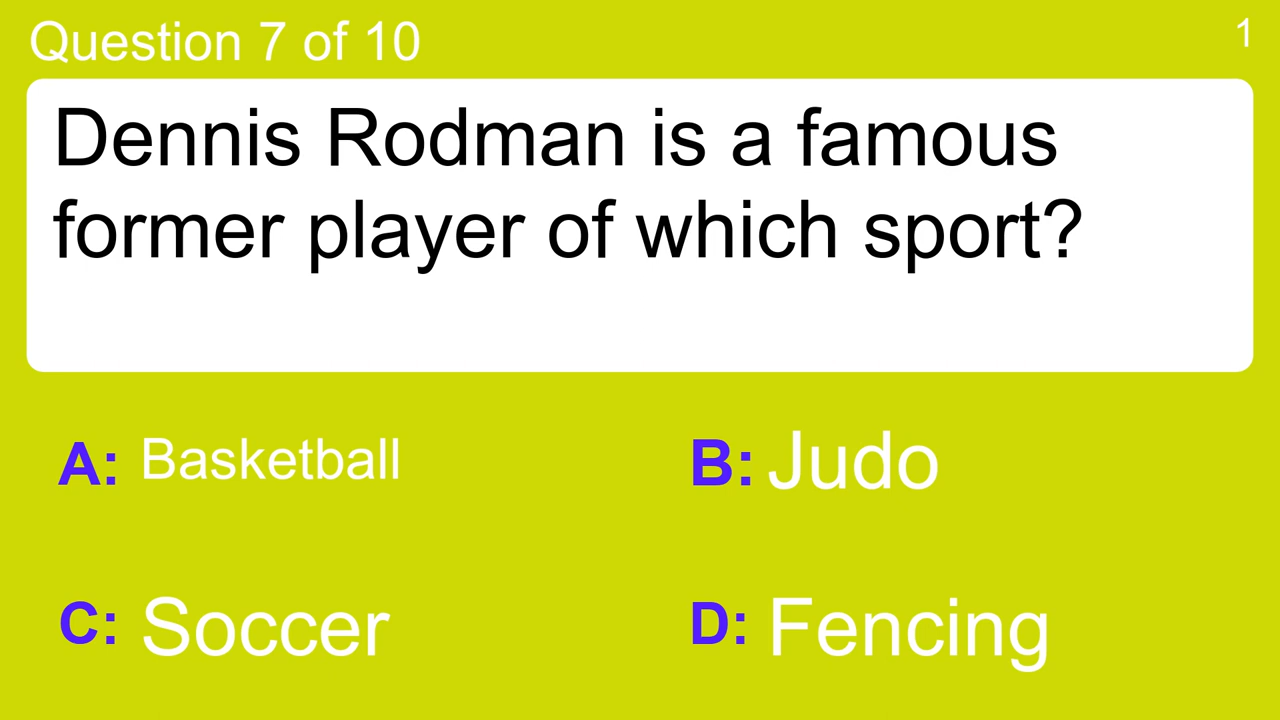 Question 7 of 10
1
Dennis Rodman is a famous
former player of which sport?
A: Basketball
B: Judo
C: Soccer
D: Fencing